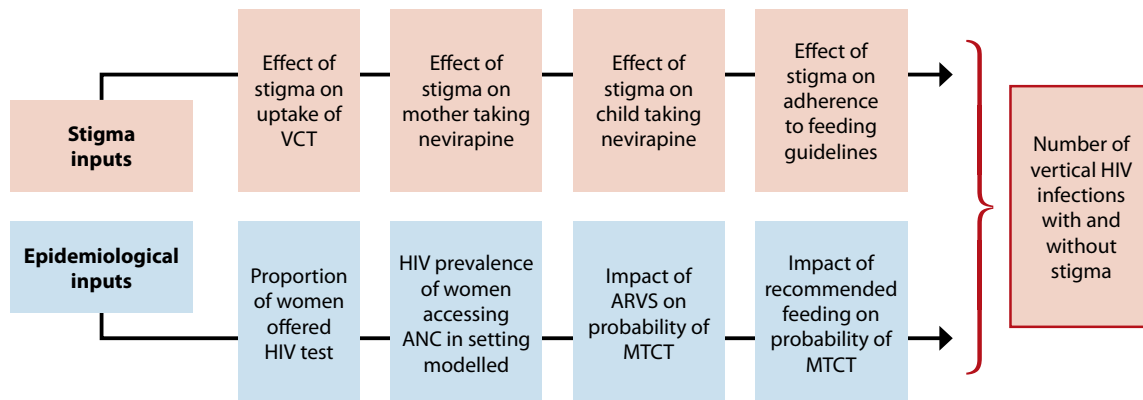 Stigma
inputs
Effect of
stigma on
uptake of
VCT
Effect of
stigma on
mother taking
nevirapine
Effect of
stigma on
child taking
nevirapine
Effect of
stigma on
adherence
to feeding
guidelines
Epidemiological
inputs
Proportion
of women
offered
HIV test
HIV prevalence
of women
accessing
ANC in setting
modelled
Impact of
ARVS on
probability of
MTCT
Impact of
recommended
feeding on
probability of
MTCT
Number of
vertical HIV
infections
with and
without
stigma